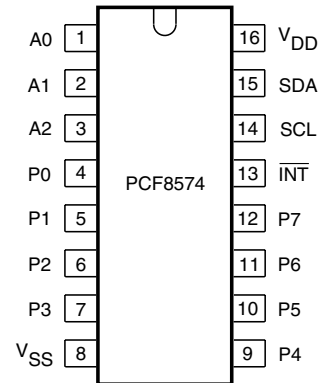 A0 1 16 VDD
A1 2 15 SDA
A2 3 14 SCL
P0 4 13 INT
PCF8574
P1 5 12 P7
P2 6 11 P6
P3 7 10 P5
VSS 8 9 P4